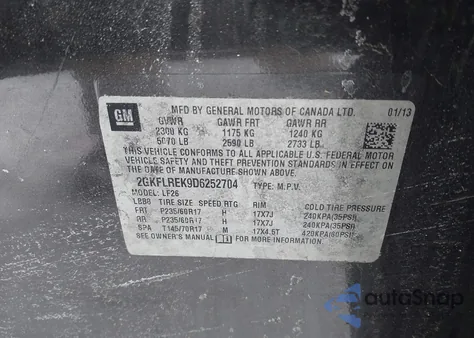 GM
MFD BY GENERAL MOTORS OF CANADA LTD. 01/13
GVWR GAWR FRT GAWR RR
2300 KG 1175 KG 1240 KG
5070 LB 2590 LB 2733 LB
THIS VEHICLE CONFORMS TO ALL APPLICABLE U.S. FEDERAL MOTOR
VEHICLE SAFETY, BUMPER, AND THEFT PREVENTION STANDARDS IN EFFECT ON
THE DATE OF MANUFACTURE SHOWN ABOVE.
2GKFLREK9D6252704 TYPE: M.P.V.
MODEL: LF26
L888 TIRE SIZE SPEED RTG RIM COLD TIRE PRESSURE
FRT P235/60R17 H 17X7J 240KPA/35PSI
RR P235/60R17 H 17X7J 240KPA/35PSI
SPA T145/70R17 M 17X4.5T 420KPA/60PSI
SEE OWNER'S MANUAL FOR MORE INFORMATION.
autoSnap